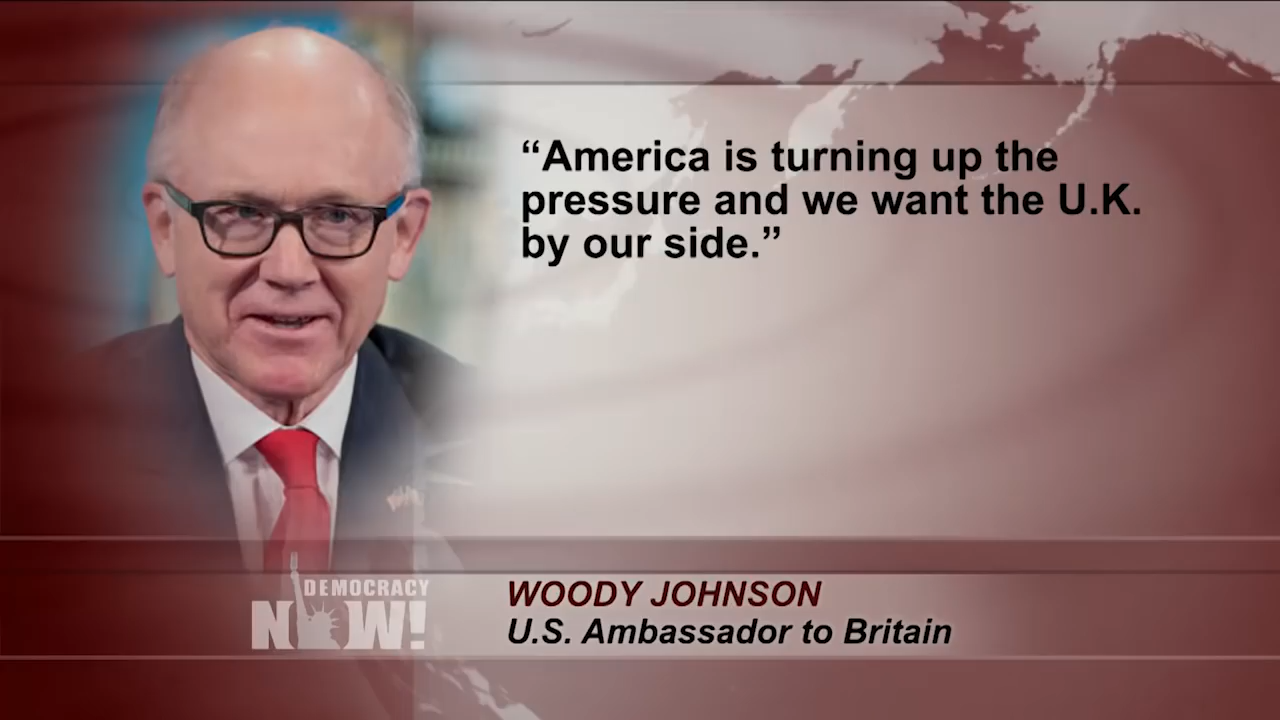 “America is turning up the
pressure and we want the U.K.
by our side.”
DEMOCRACY
NOW!
WOODY JOHNSON
U.S. Ambassador to Britain